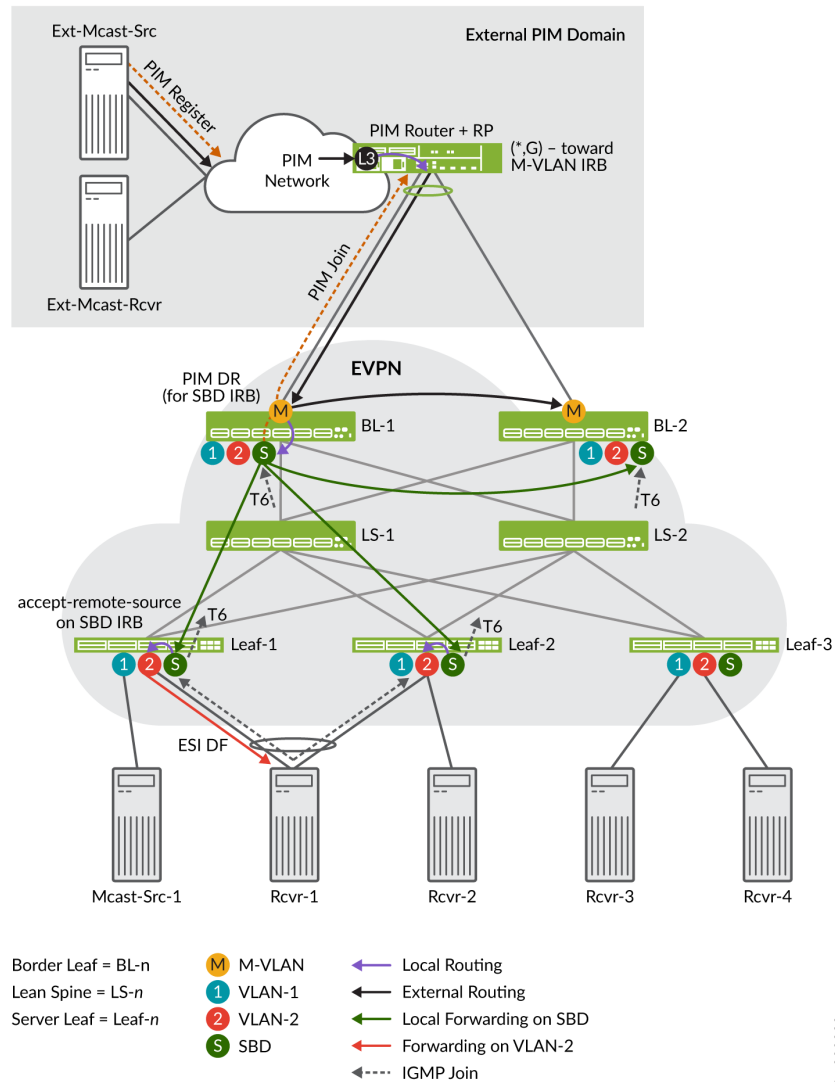 Ext-Mcast-Src
External PIM Domain
PIM Register
PIM Router + RP
(*,G) – toward
M-VLAN IRB
PIM
Network
L3
Ext-Mcast-Rcvr
PIM Join
EVPN
PIM DR
(for SBD IRB)
M
M
BL-1
BL-2
1
2
S
1
2
S
T6
T6
LS-1
LS-2
accept-remote-source
on SBD IRB
T6
T6
Leaf-1
Leaf-2
Leaf-3
1
2
S
1
2
S
1
2
S
ESI DF
Mcast-Src-1
Rcvr-1
Rcvr-2
Rcvr-3
Rcvr-4
Border Leaf = BL-n
Lean Spine = LS-n
Server Leaf = Leaf-n
M M-VLAN
1 VLAN-1
2 VLAN-2
S SBD
Local Routing
External Routing
Local Forwarding on SBD
Forwarding on VLAN-2
IGMP Join